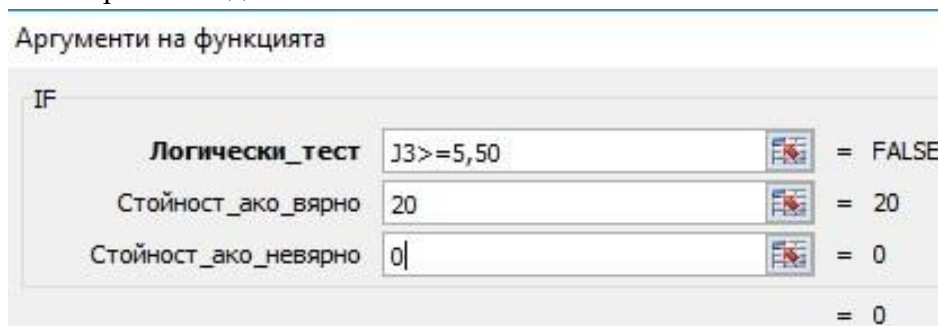 Аргументи на функцията
IF
Логически_тест J3>=5,50 = FALSE
Стойност_ако_вярно 20 = 20
Стойност_ако_невярно 0 = 0
= 0